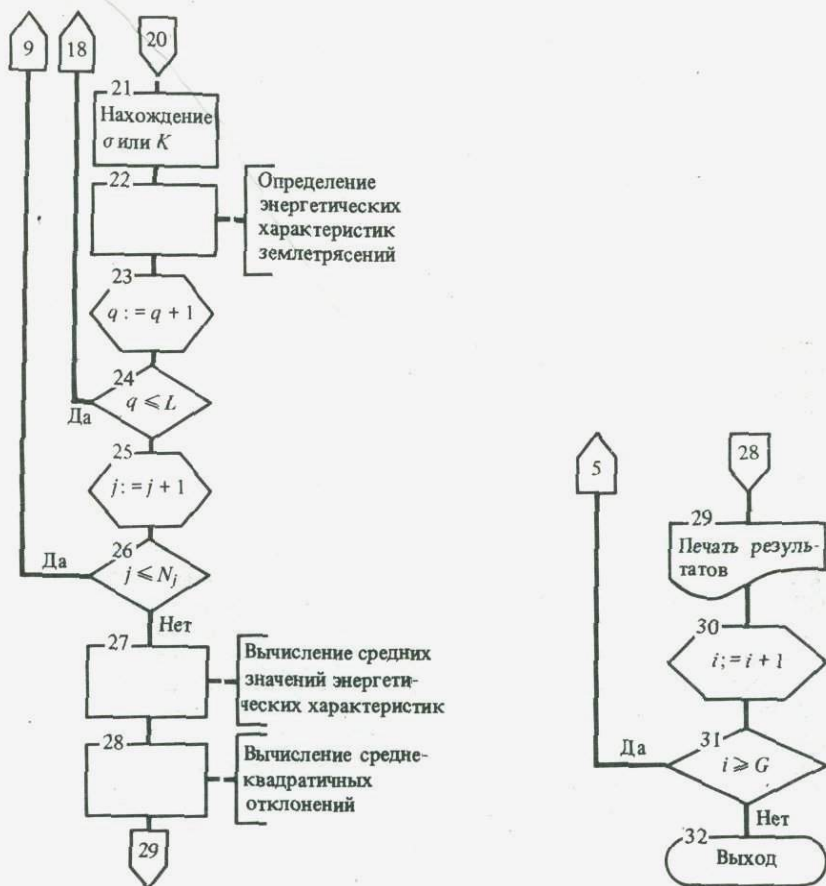 9
18
20
21
Нахождение
σ или K
22
Определение
энергетических
характеристик
землетрясений
23
q : = q + 1
24
q ⩽ L
Да
25
j : = j + 1
26
Да
j ⩽ N_j
Нет
27
Вычисление средних
значений энергети-
ческих характеристик
28
Вычисление средне-
квадратичных
отклонений
29
5
28
29
Печать резуль-
татов
30
i ; = i + 1
31
Да
i ⩾ G
Нет
32
Выход